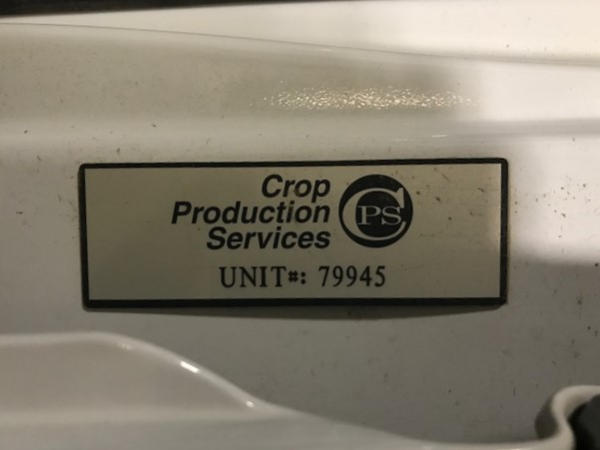 Crop
Production
Services
CPS
UNIT#: 79945